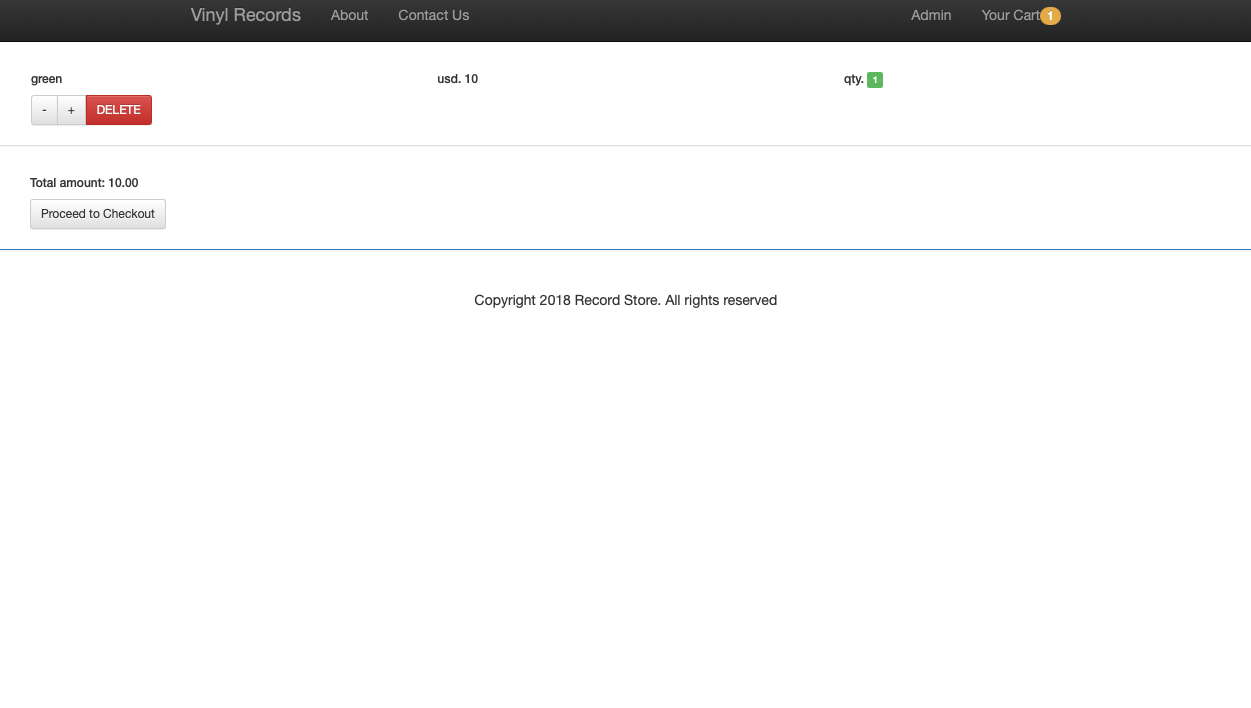 Vinyl Records About Contact Us Admin Your Cart 1
green usd. 10 qty. 1
- + DELETE
Total amount: 10.00
Proceed to Checkout
Copyright 2018 Record Store. All rights reserved